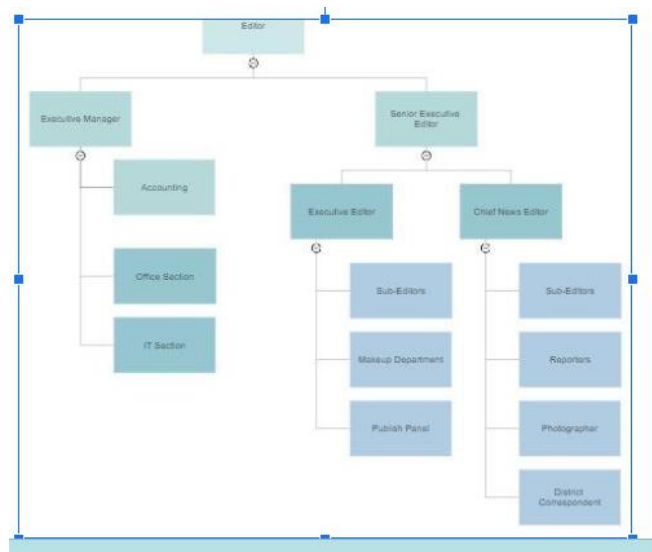 Editor
Executive Manager
Senior Executive
Editor
Accounting
Executive Editor
Chief News Editor
Office Section
Sub-Editors
Sub-Editors
IT Section
Makeup Department
Reporters
Publish Panel
Photographer
District
Correspondent